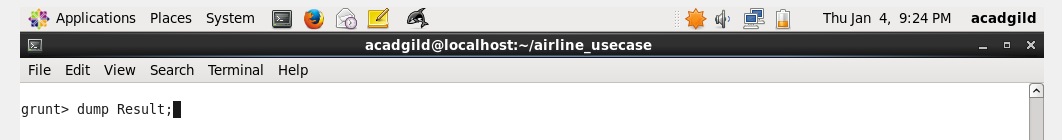 Applications Places System Thu Jan 4, 9:24 PM acadgild
acadgild@localhost:~/airline_usecase
File Edit View Search Terminal Help
grunt> dump Result;